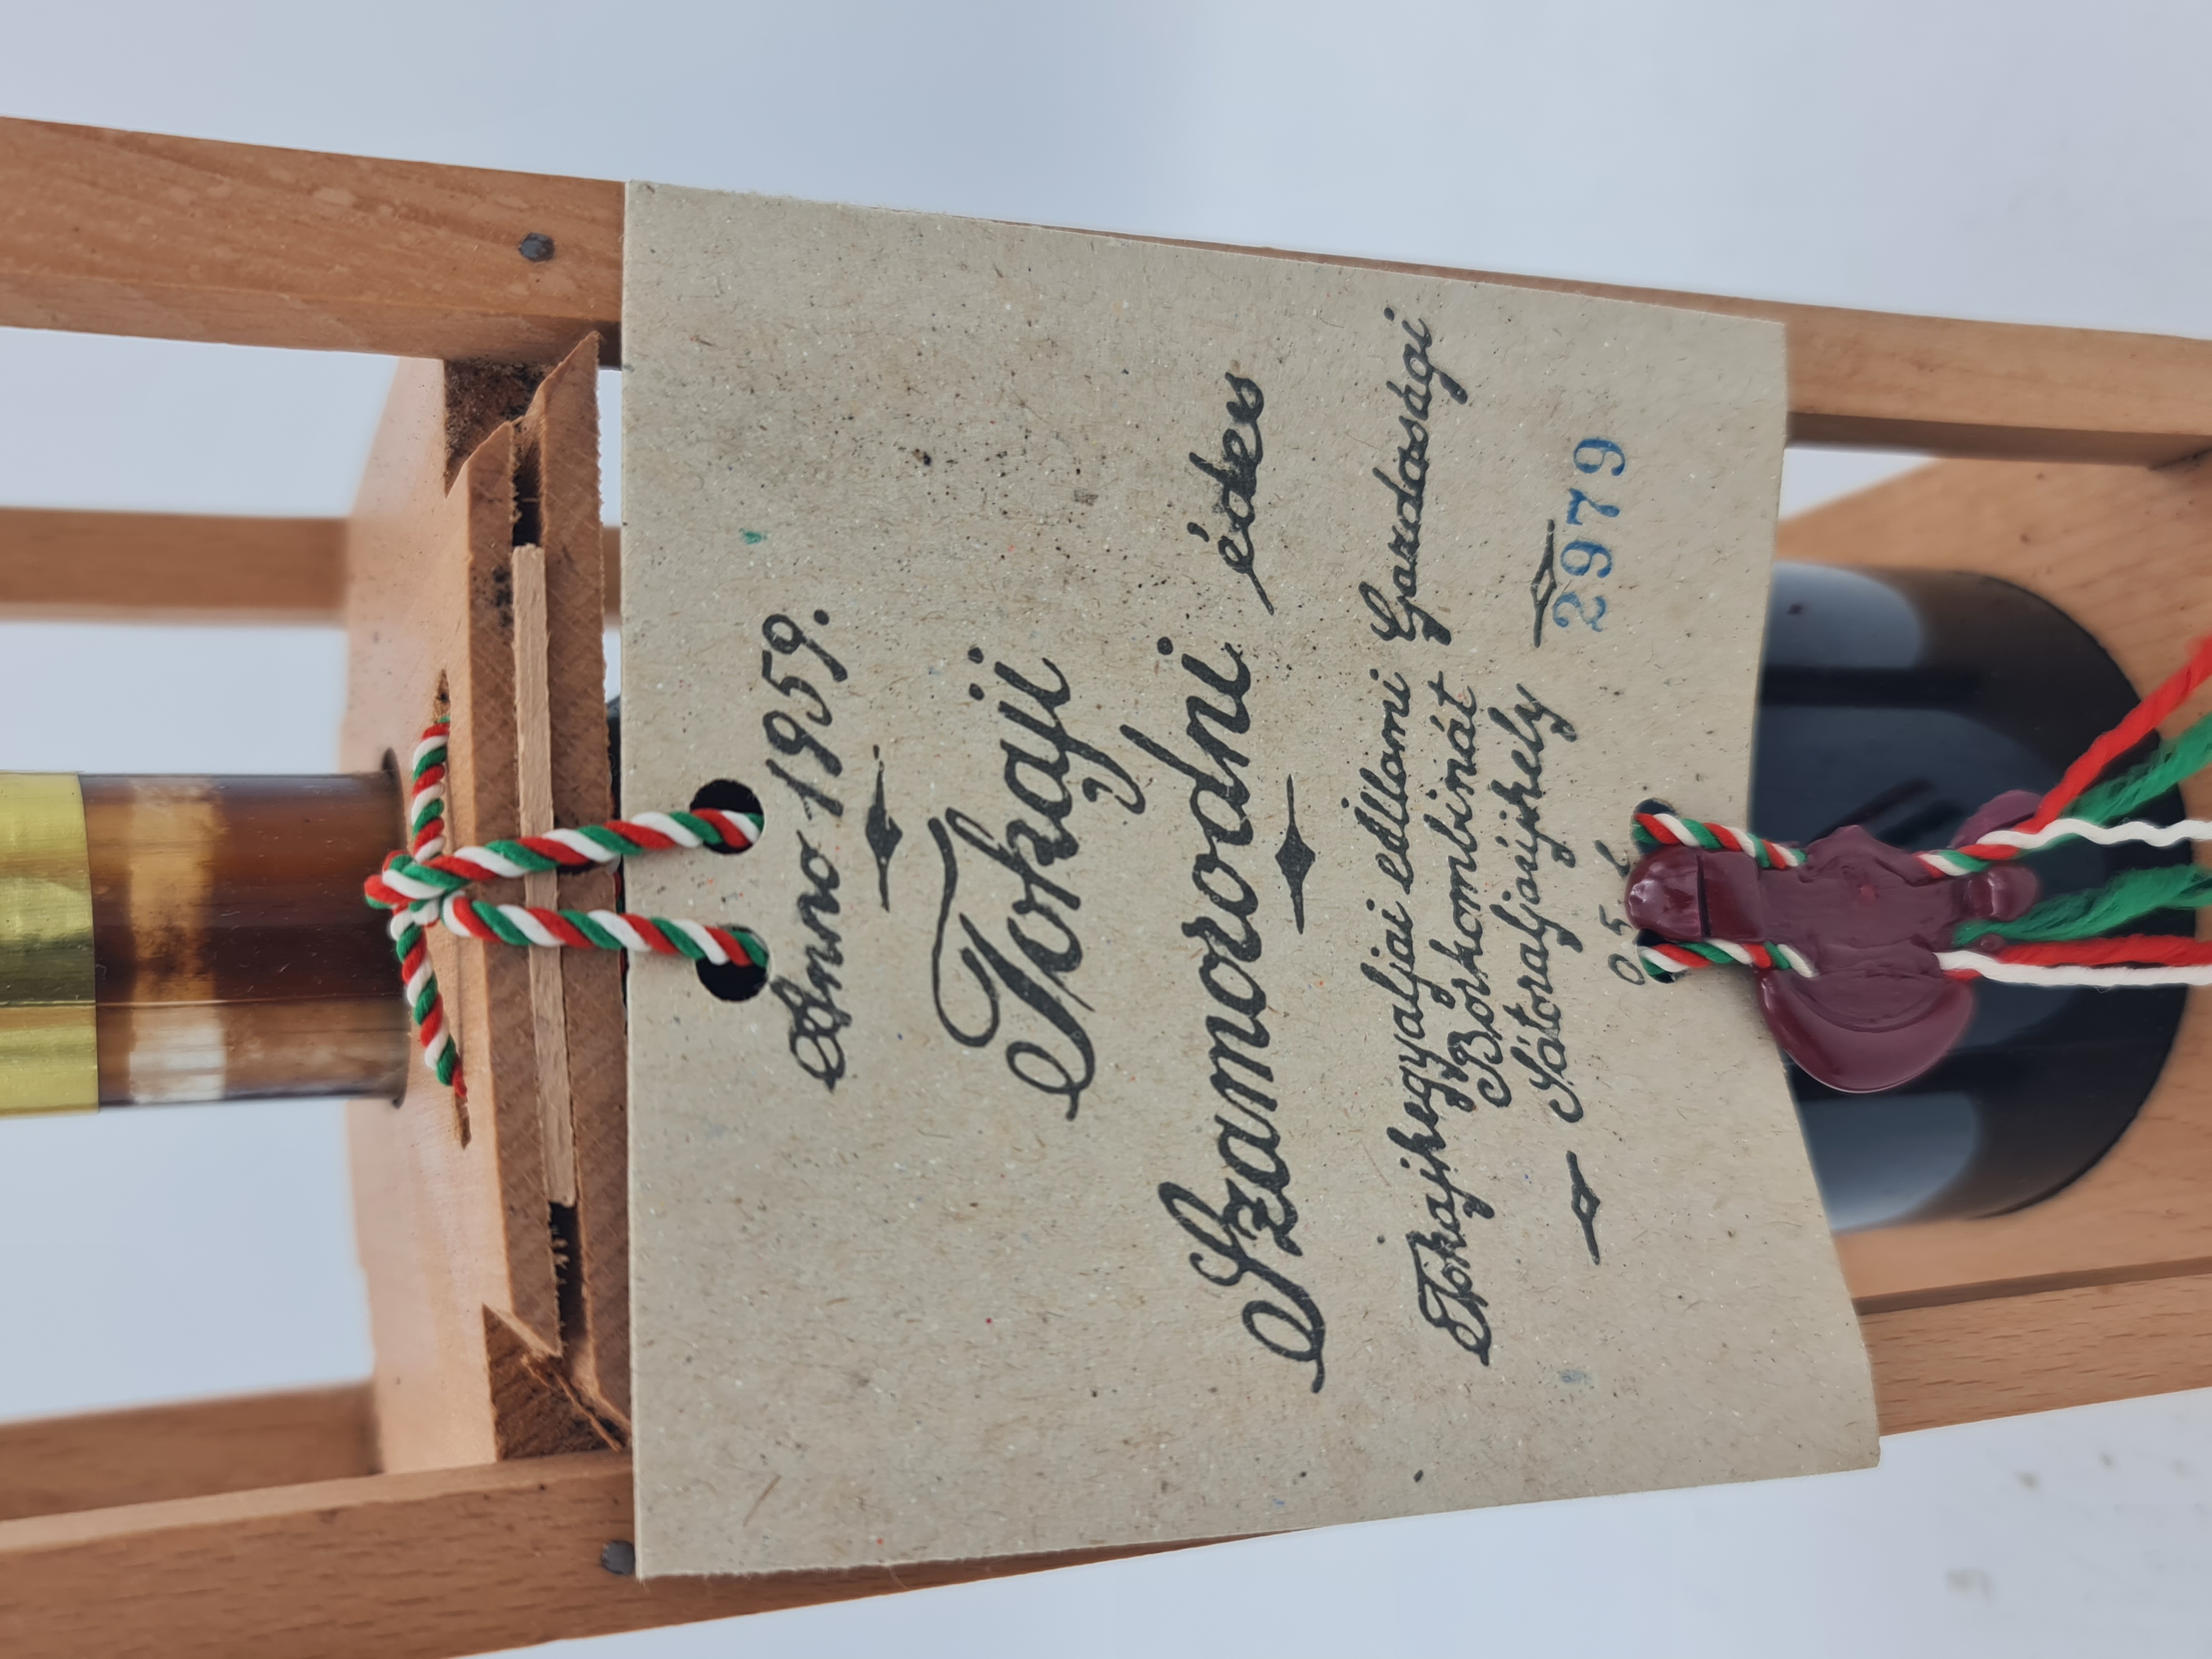 Anno 1959.
Tokaji
Szamorodni édes
Tokajhegyaljai Állami Gazdasági
Borkombinát
Sátoraljaújhely
2979
0,5 l